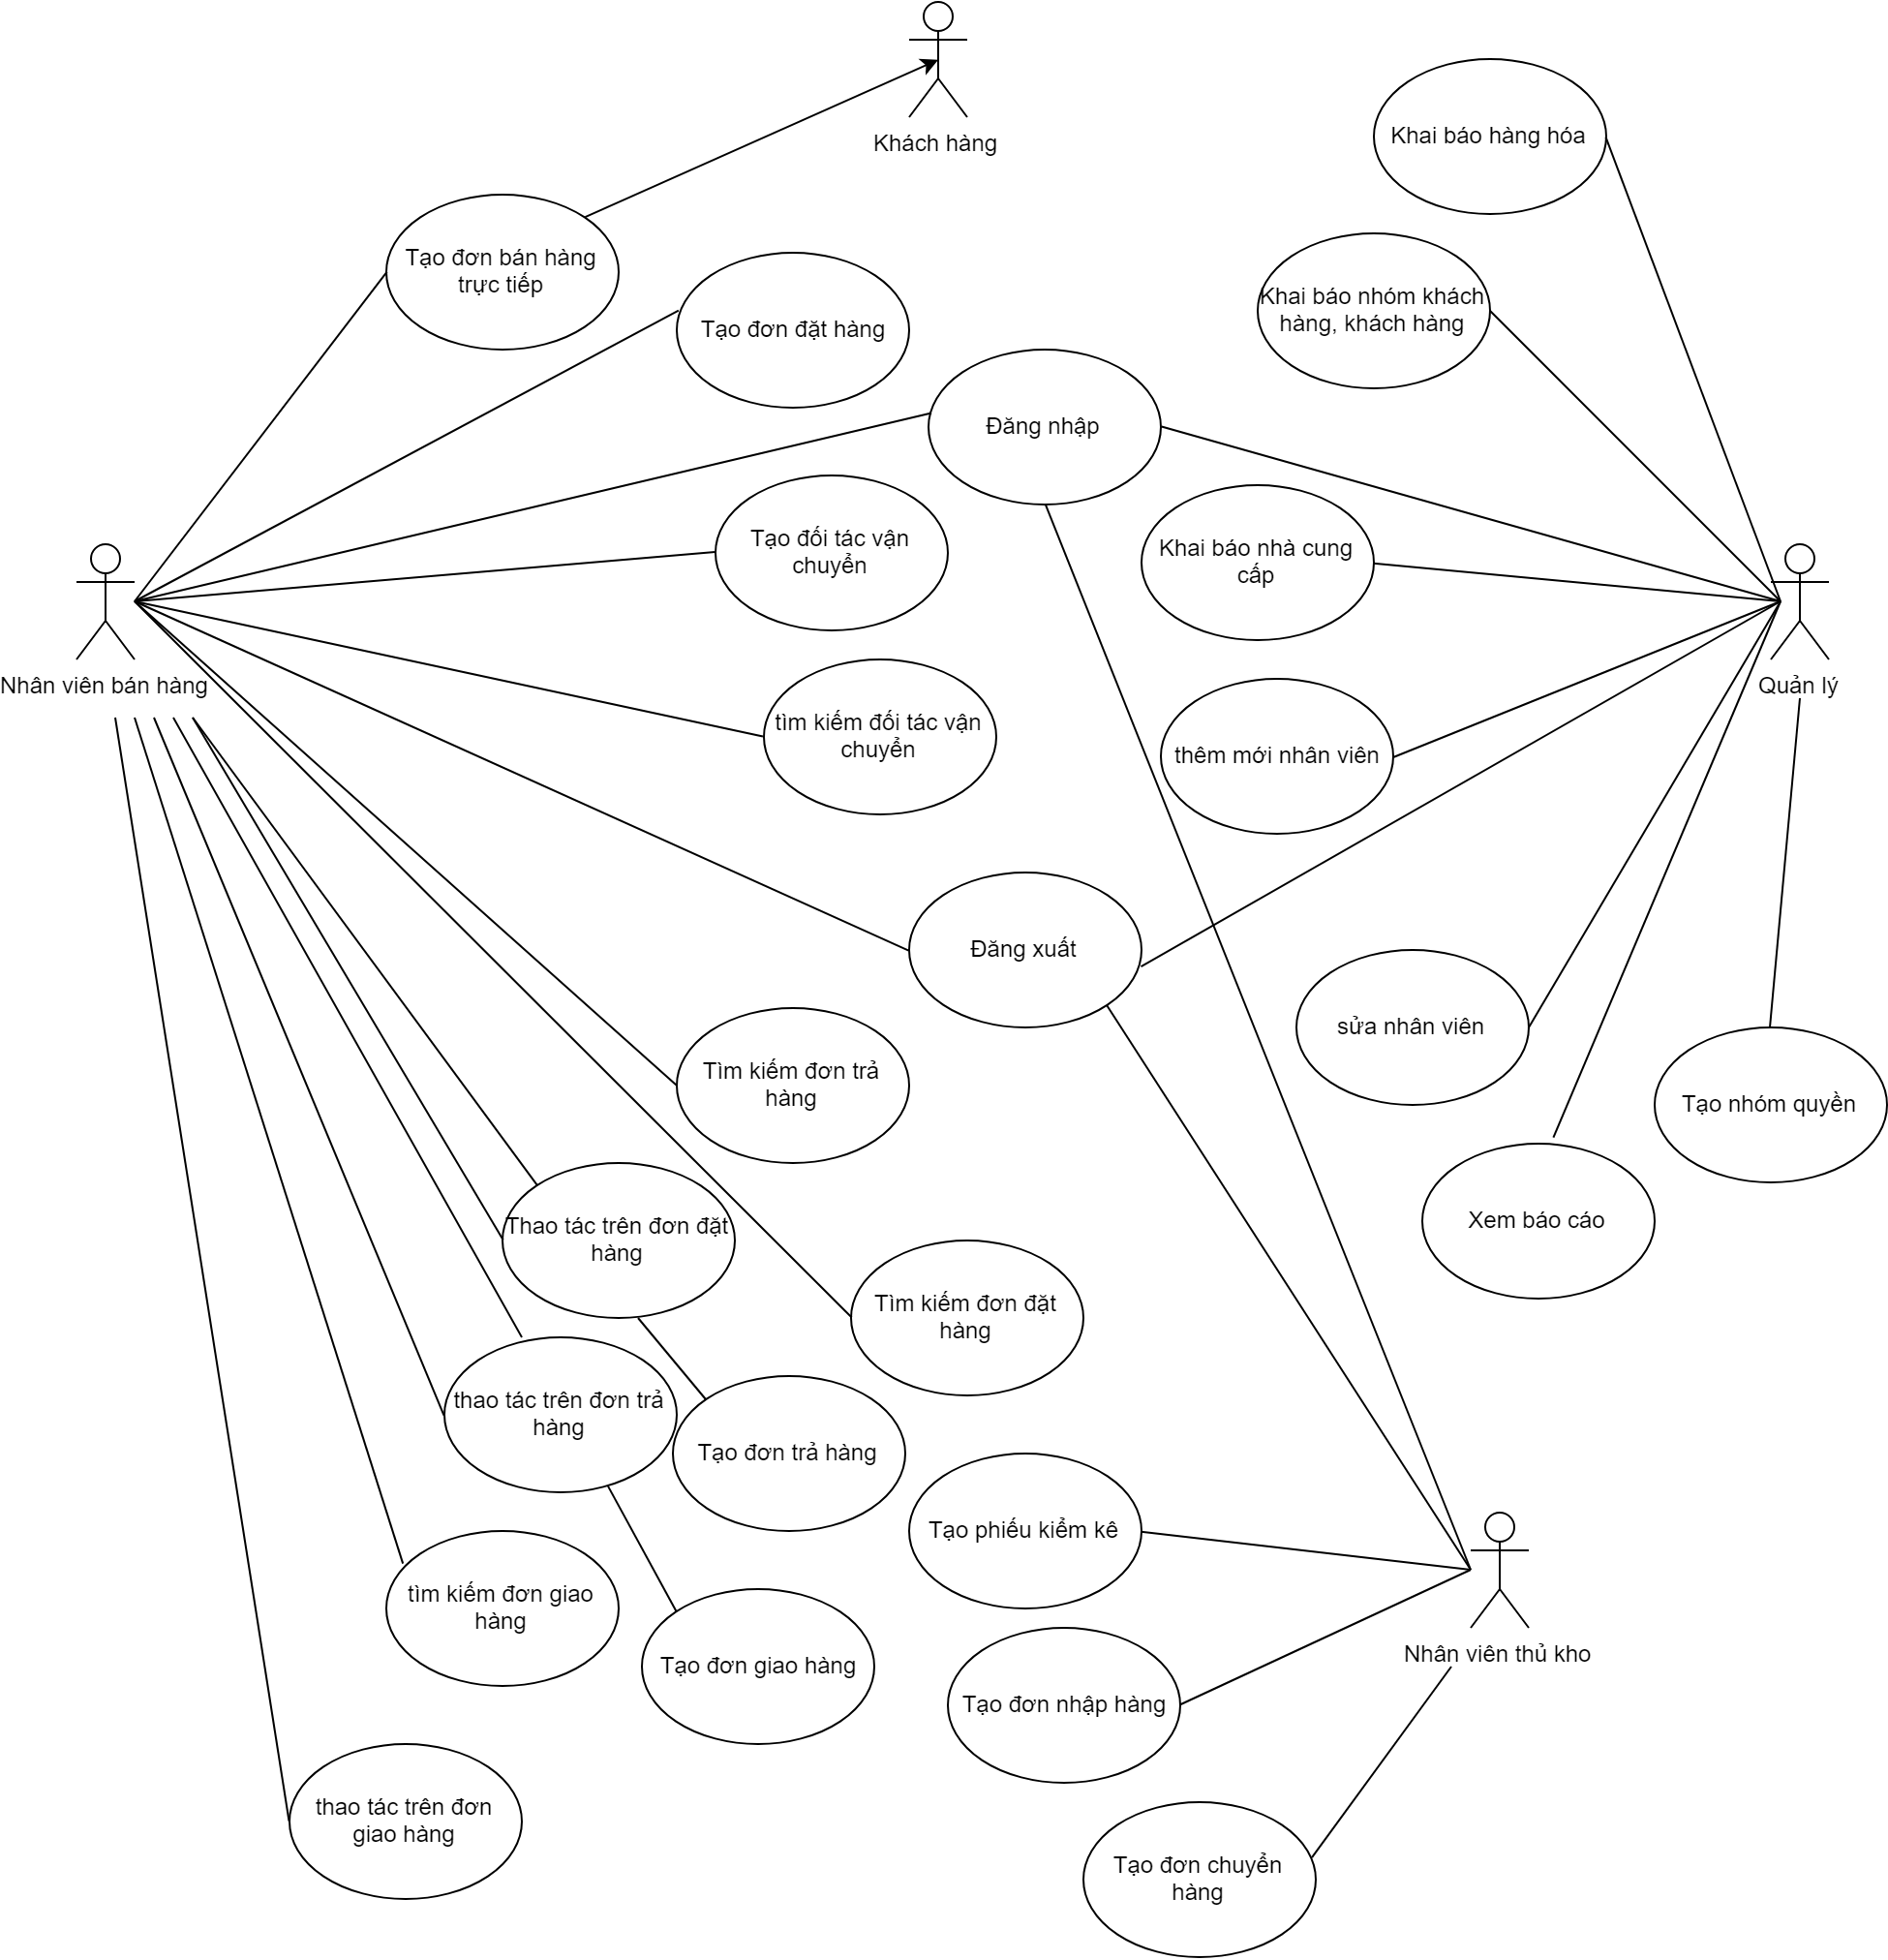 Khách hàng
Khai báo hàng hóa
Tạo đơn bán hàng
trực tiếp
Khai báo nhóm khách
hàng, khách hàng
Tạo đơn đặt hàng
Đăng nhập
Tạo đối tác vận
chuyển
Khai báo nhà cung
cấp
Nhân viên bán hàng
Quản lý
tìm kiếm đối tác vận
chuyển
thêm mới nhân viên
Đăng xuất
sửa nhân viên
Tìm kiếm đơn trả
hàng
Tạo nhóm quyền
Thao tác trên đơn đặt
hàng
Xem báo cáo
Tìm kiếm đơn đặt
hàng
thao tác trên đơn trả
hàng
Tạo đơn trả hàng
Tạo phiếu kiểm kê
tìm kiếm đơn giao
hàng
Tạo đơn giao hàng
Nhân viên thủ kho
Tạo đơn nhập hàng
thao tác trên đơn
giao hàng
Tạo đơn chuyển
hàng